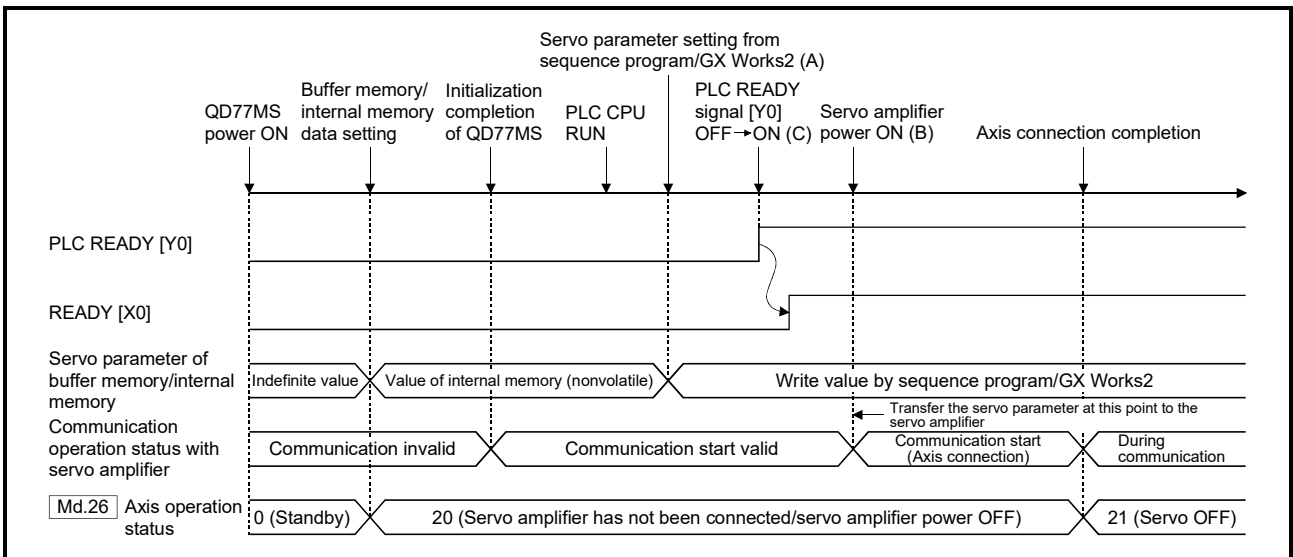 Servo parameter setting from
sequence program/GX Works2 (A)
QD77MS
power ON
Buffer memory/
internal memory
data setting
Initialization
completion
of QD77MS
PLC CPU
RUN
PLC READY
signal [Y0]
OFF→ON (C)
Servo amplifier
power ON (B)
Axis connection completion
PLC READY [Y0]
READY [X0]
Servo parameter of
buffer memory/internal
memory
Indefinite value
Value of internal memory (nonvolatile)
Write value by sequence program/GX Works2
Transfer the servo parameter at this point to the
servo amplifier
Communication
operation status with
servo amplifier
Communication invalid
Communication start valid
Communication start
(Axis connection)
During
communication
Md.26 Axis operation
status
0 (Standby)
20 (Servo amplifier has not been connected/servo amplifier power OFF)
21 (Servo OFF)